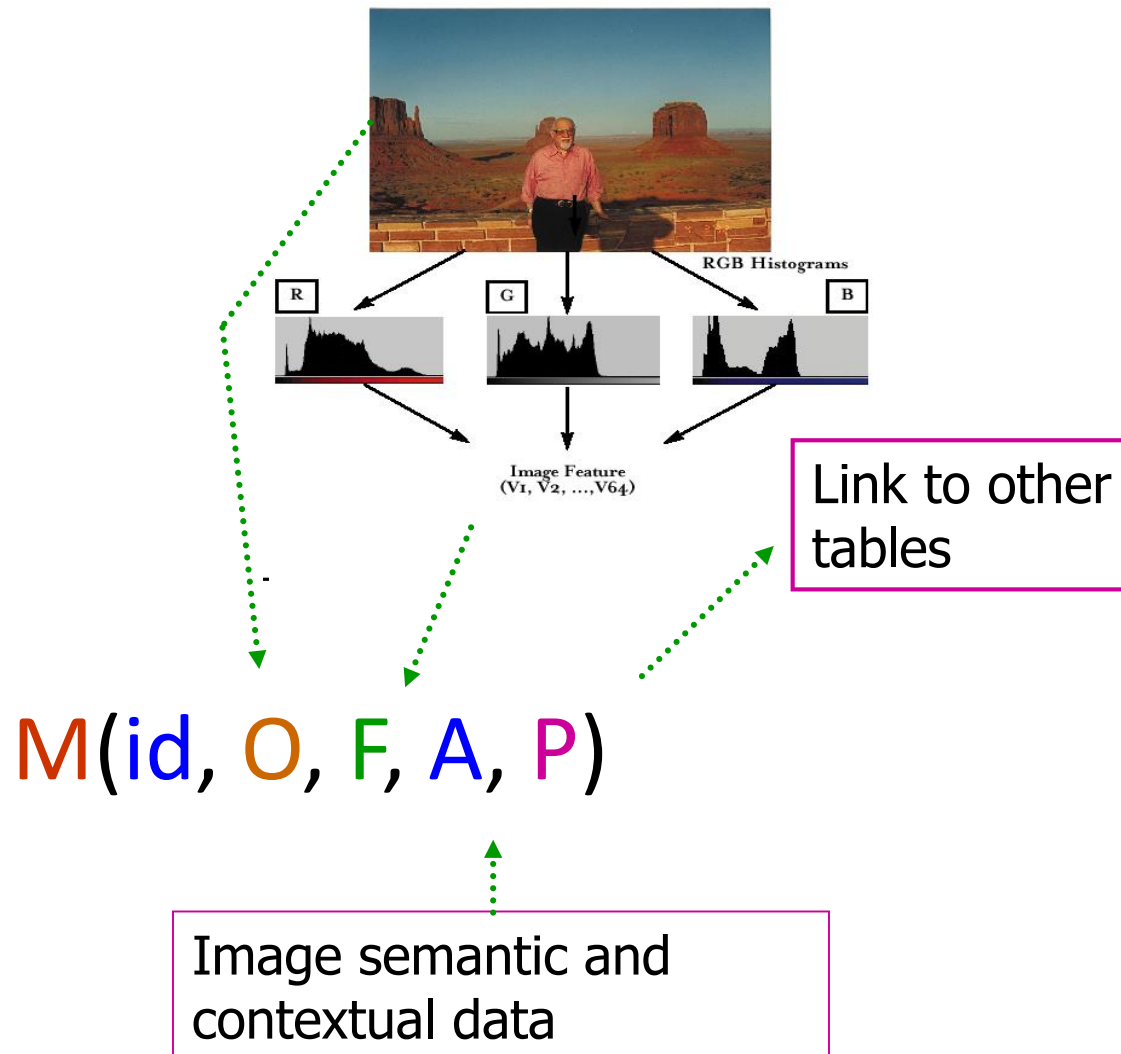 RGB Histograms
R
G
B
Image Feature
(V1, V2, ...,V64)
Link to other
tables
-
M(id, O, F, A, P)
Image semantic and
contextual data